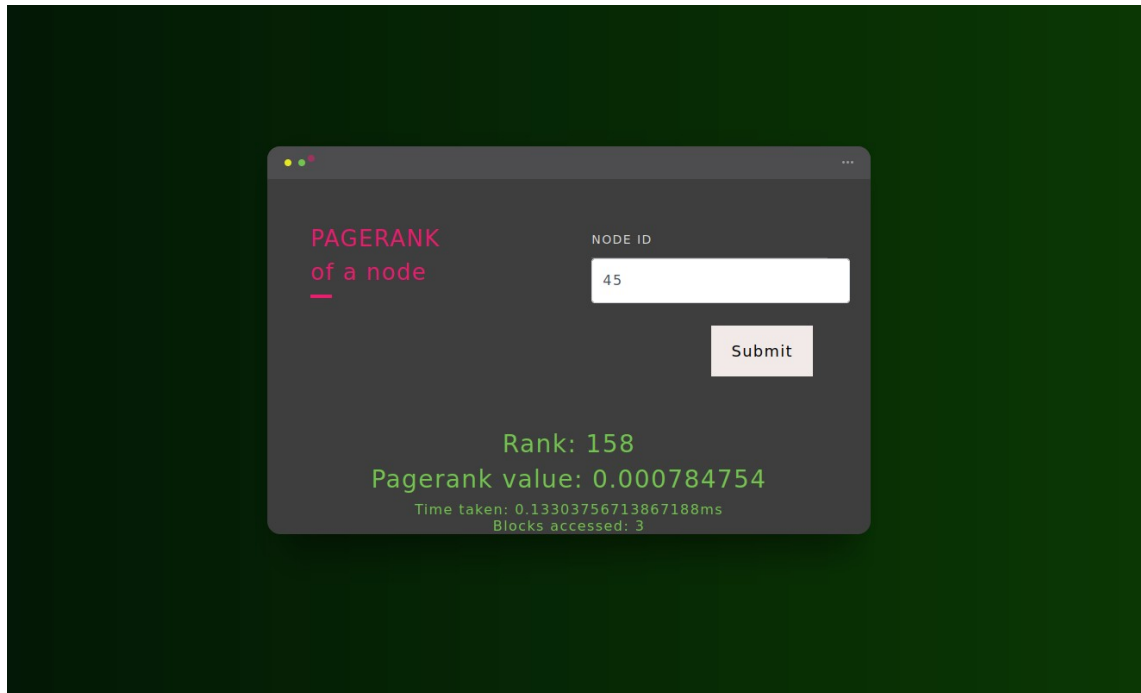 PAGERANK
of a node
NODE ID
45
Submit
Rank: 158
Pagerank value: 0.000784754
Time taken: 0.13303756713867188ms
Blocks accessed: 3